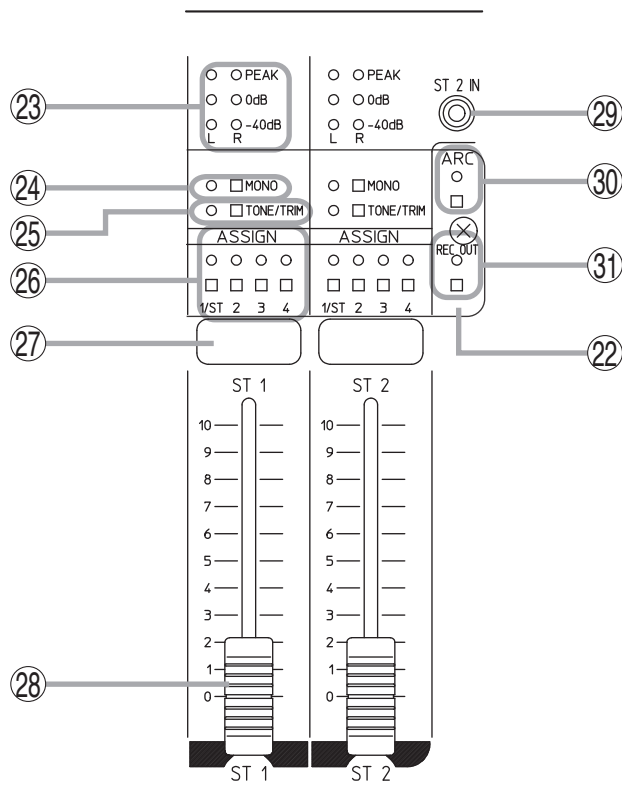 PEAK PEAK
ST 2 IN
㉓ 0dB 0dB ㉙
-40dB -40dB
L R L R
ARC
㉔ MONO MONO ㉚
㉕ TONE/TRIM TONE/TRIM
ASSIGN ASSIGN
REC OUT
㉖ ㉛
1/ST 2 3 4 1/ST 2 3 4
㉗ ㉒
ST 1 ST 2
10 10
9 9
8 8
7 7
6 6
5 5
4 4
3 3
2 2
㉘ 1 1
0 0
ST 1 ST 2